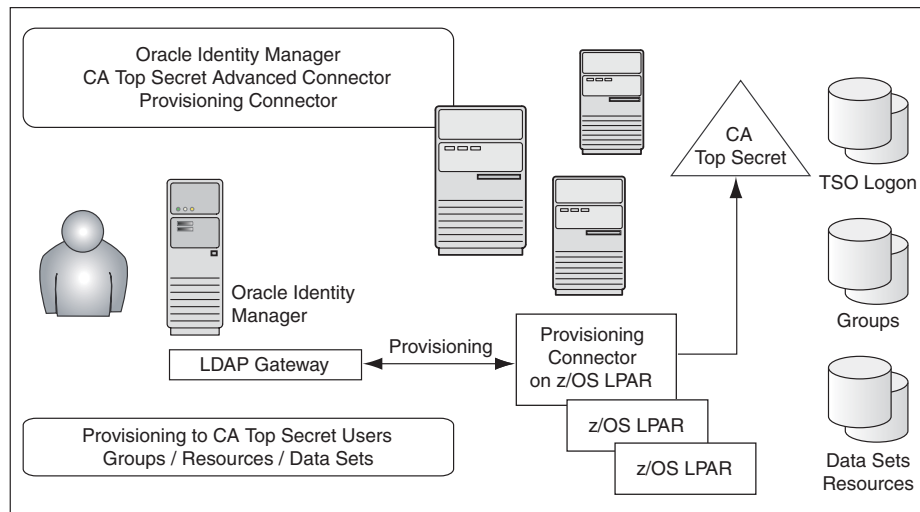 Oracle Identity Manager
CA Top Secret Advanced Connector
Provisioning Connector
CA
Top Secret
TSO Logon
Oracle Identity
Manager
Groups
LDAP Gateway
Provisioning
Provisioning
Connector
on z/OS LPAR
z/OS LPAR
z/OS LPAR
Provisioning to CA Top Secret Users
Groups / Resources / Data Sets
Data Sets
Resources